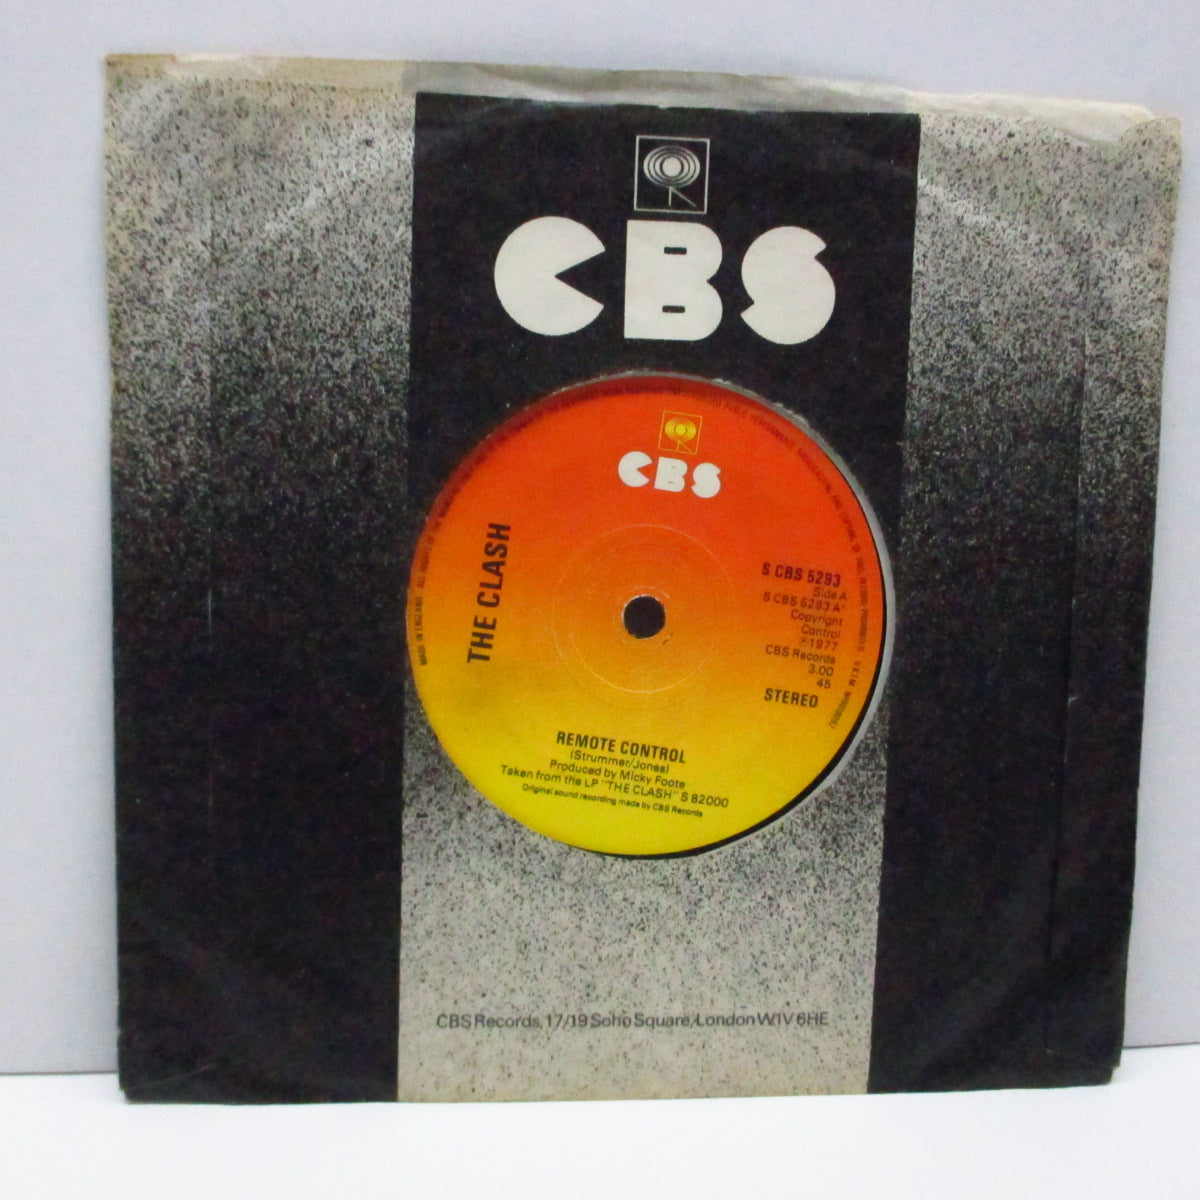 CBS
CBS
THE CLASH
S CBS 5293
Side A
S CBS 5293 A
Copyright
Control
℗1977
CBS Records
3.00
45
STEREO
REMOTE CONTROL
(Strummer/Jones)
Produced by Micky Foote
Taken from the LP "THE CLASH" S 82000
Original sound recording made by CBS Records
MADE IN ENGLAND
CBS Records, 17/19 Soho Square, London W1V 6HE